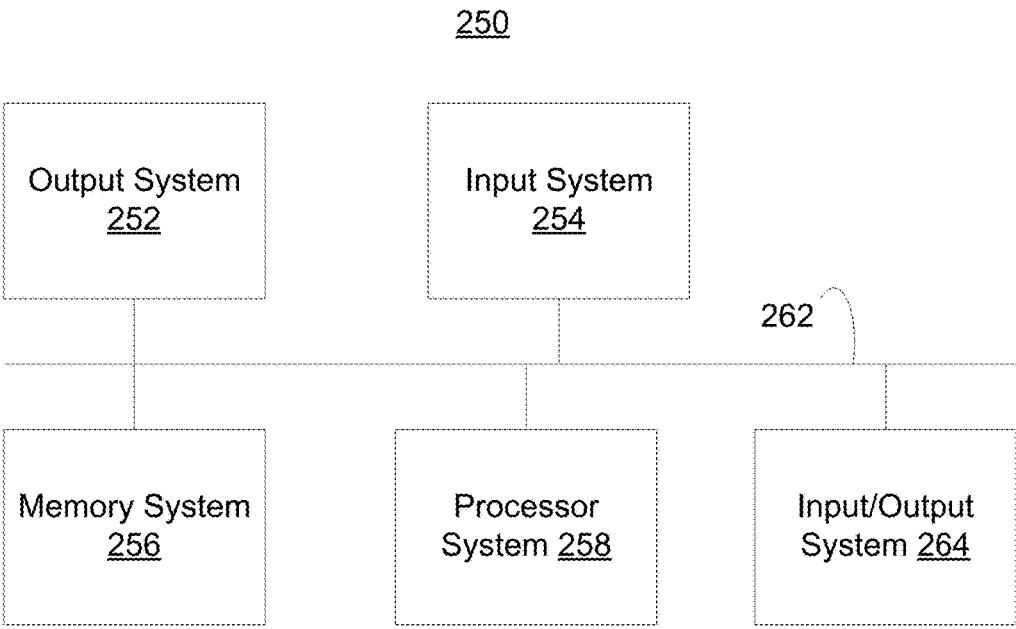 250
Output System
252
Input System
254
262
Memory System
256
Processor
System 258
Input/Output
System 264